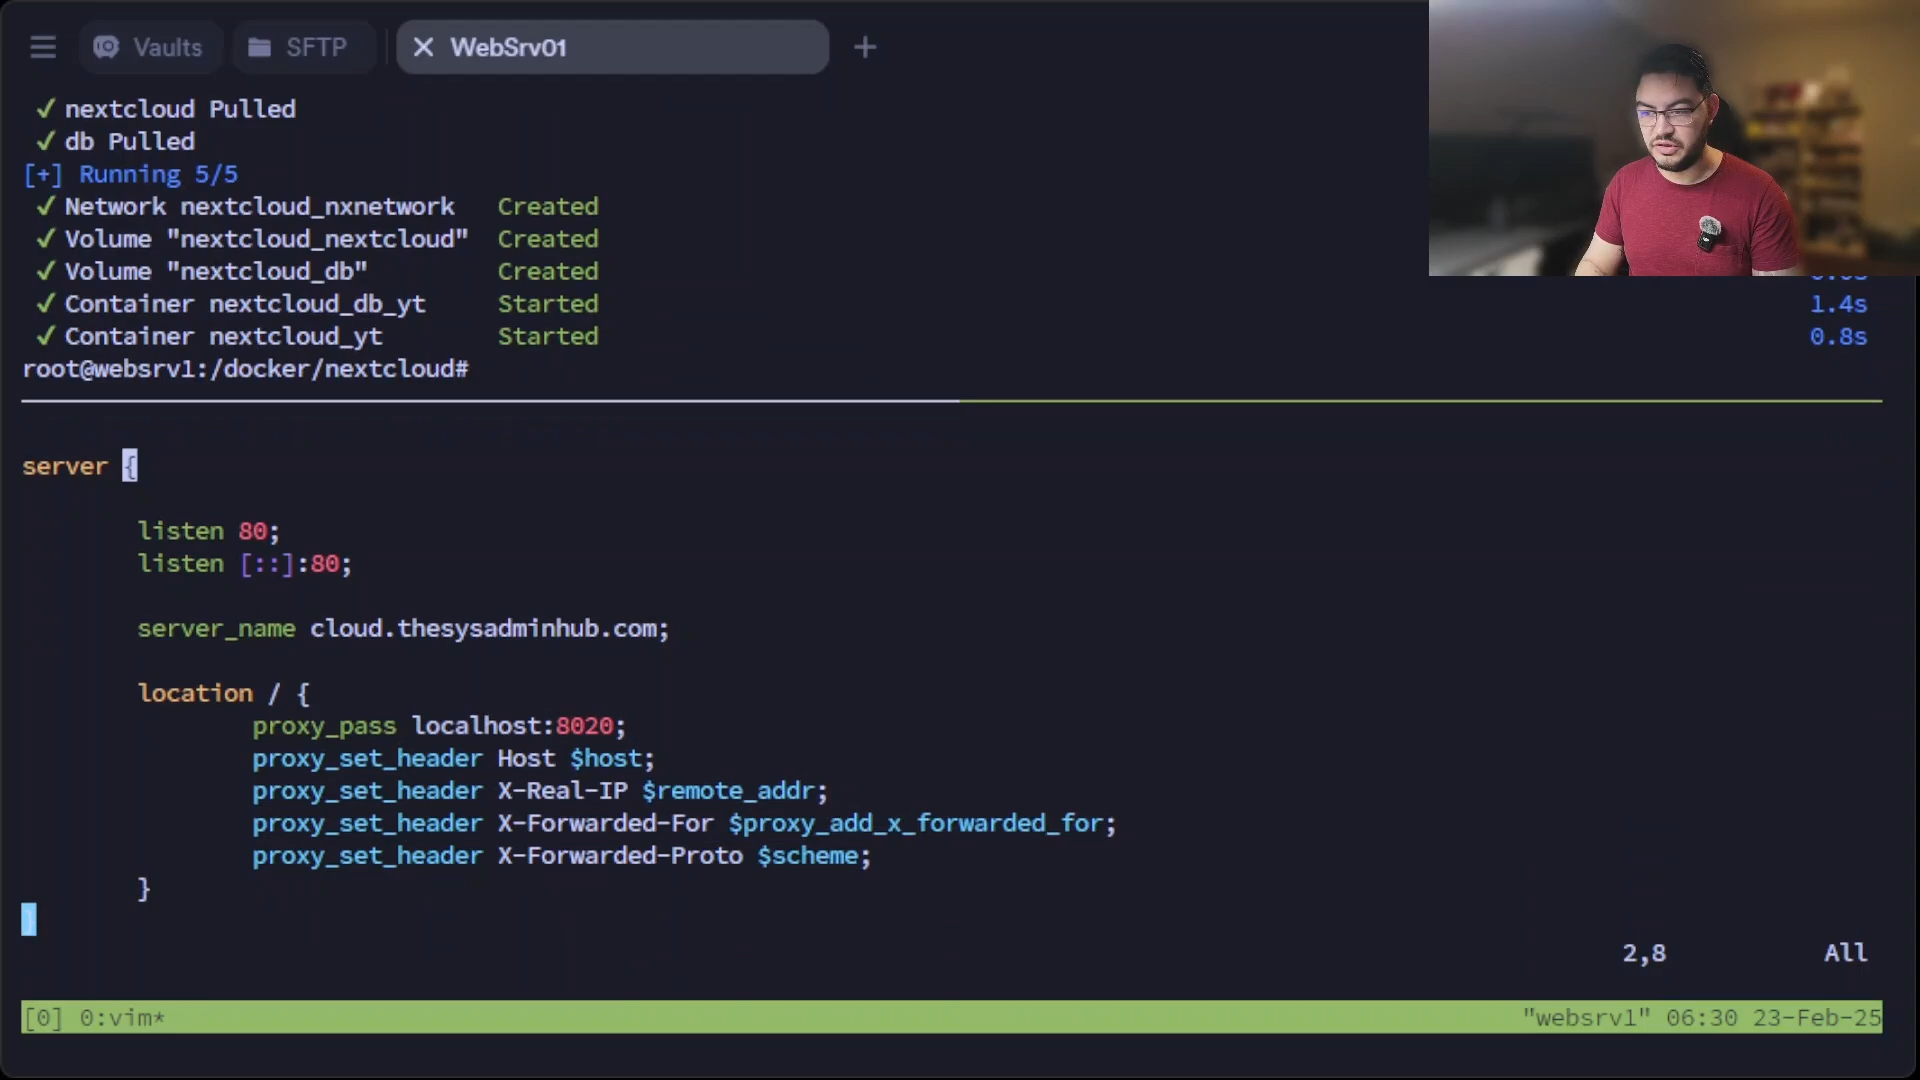 Vaults SFTP WebSrv01
✓ nextcloud Pulled
✓ db Pulled
[+] Running 5/5
✓ Network nextcloud_nxnetwork Created
✓ Volume "nextcloud_nextcloud" Created
✓ Volume "nextcloud_db" Created
✓ Container nextcloud_db_yt Started 1.4s
✓ Container nextcloud_yt Started 0.8s
root@websrv1:/docker/nextcloud#
server {
listen 80;
listen [::]:80;
server_name cloud.thesysadminhub.com;
location / {
proxy_pass localhost:8020;
proxy_set_header Host $host;
proxy_set_header X-Real-IP $remote_addr;
proxy_set_header X-Forwarded-For $proxy_add_x_forwarded_for;
proxy_set_header X-Forwarded-Proto $scheme;
}
}
2,8 All
[0] 0:vim* "websrv1" 06:30 23-Feb-25